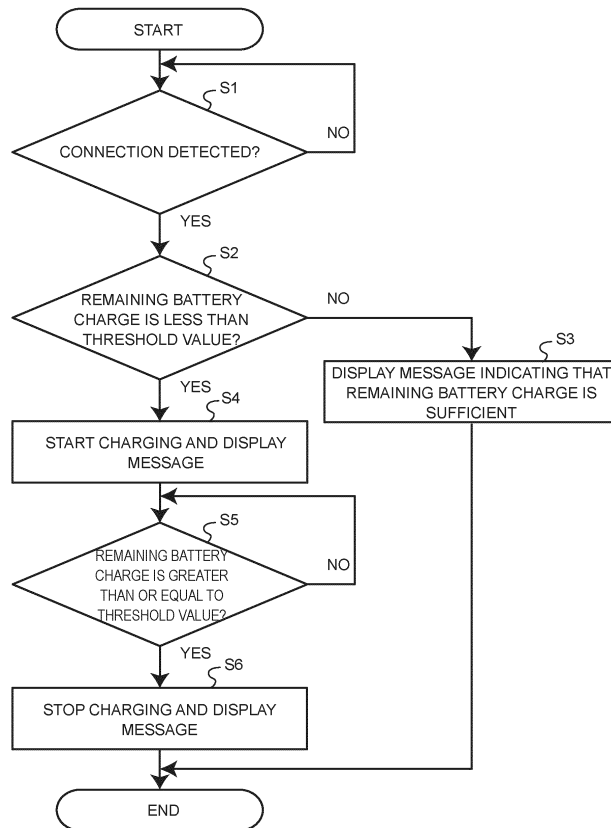 START
S1
CONNECTION DETECTED?
NO
YES
S2
REMAINING BATTERY
CHARGE IS LESS THAN
THRESHOLD VALUE?
NO
YES
S3
DISPLAY MESSAGE INDICATING THAT
REMAINING BATTERY CHARGE IS
SUFFICIENT
S4
START CHARGING AND DISPLAY
MESSAGE
S5
REMAINING BATTERY
CHARGE IS GREATER
THAN OR EQUAL TO
THRESHOLD VALUE?
NO
YES
S6
STOP CHARGING AND DISPLAY
MESSAGE
END